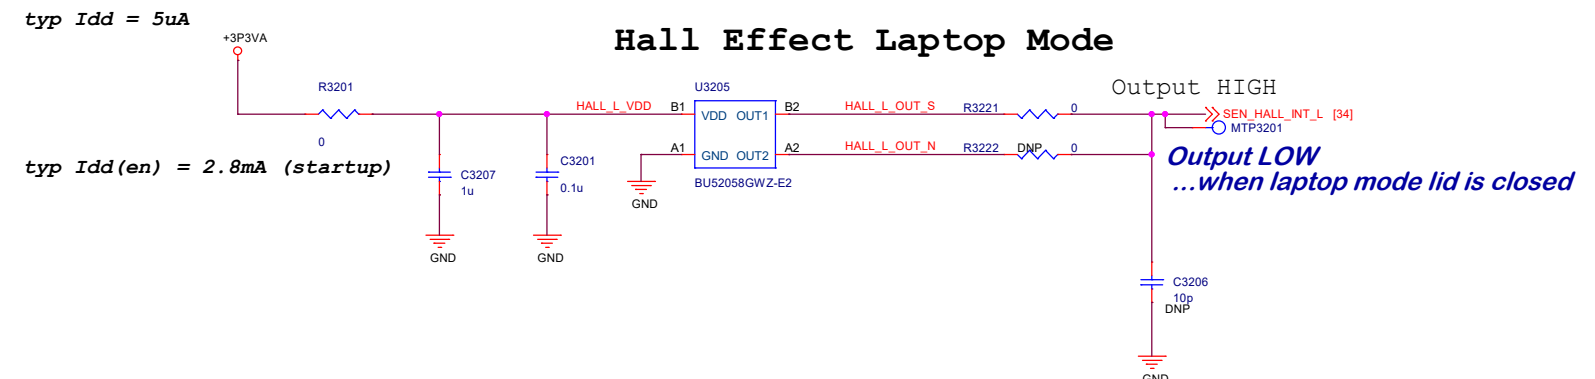 typ Idd = 5uA
+3P3VA
Hall Effect Laptop Mode
R3201
0
typ Idd(en) = 2.8mA (startup)
C3207
1u
GND
C3201
0.1u
GND
HALL_L_VDD
U3205
B1
VDD OUT1
B2
A1
GND OUT2
A2
BU52058GWZ-E2
GND
HALL_L_OUT_S
R3221
0
HALL_L_OUT_N
R3222
DNP
0
Output HIGH
SEN_HALL_INT_L [34]
MTP3201
Output LOW
...when laptop mode lid is closed
C3206
10p
DNP
GND